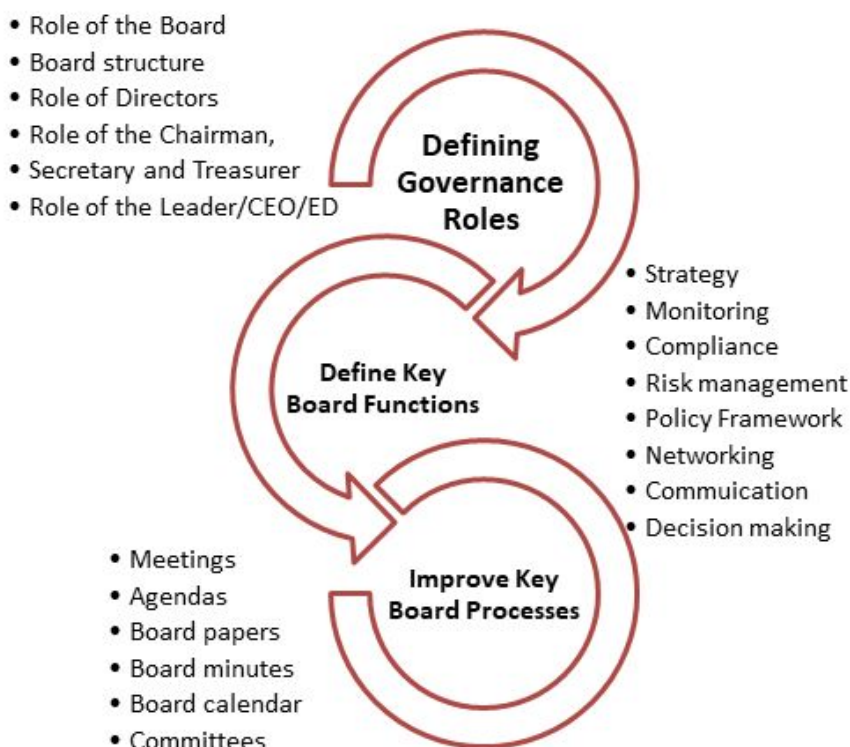 • Role of the Board
• Board structure
• Role of Directors
• Role of the Chairman,
• Secretary and Treasurer
• Role of the Leader/CEO/ED
Defining
Governance
Roles
• Strategy
• Monitoring
• Compliance
• Risk management
• Policy Framework
• Networking
• Commuication
• Decision making
Define Key
Board Functions
• Meetings
• Agendas
• Board papers
• Board minutes
• Board calendar
• Committees
Improve Key
Board Processes